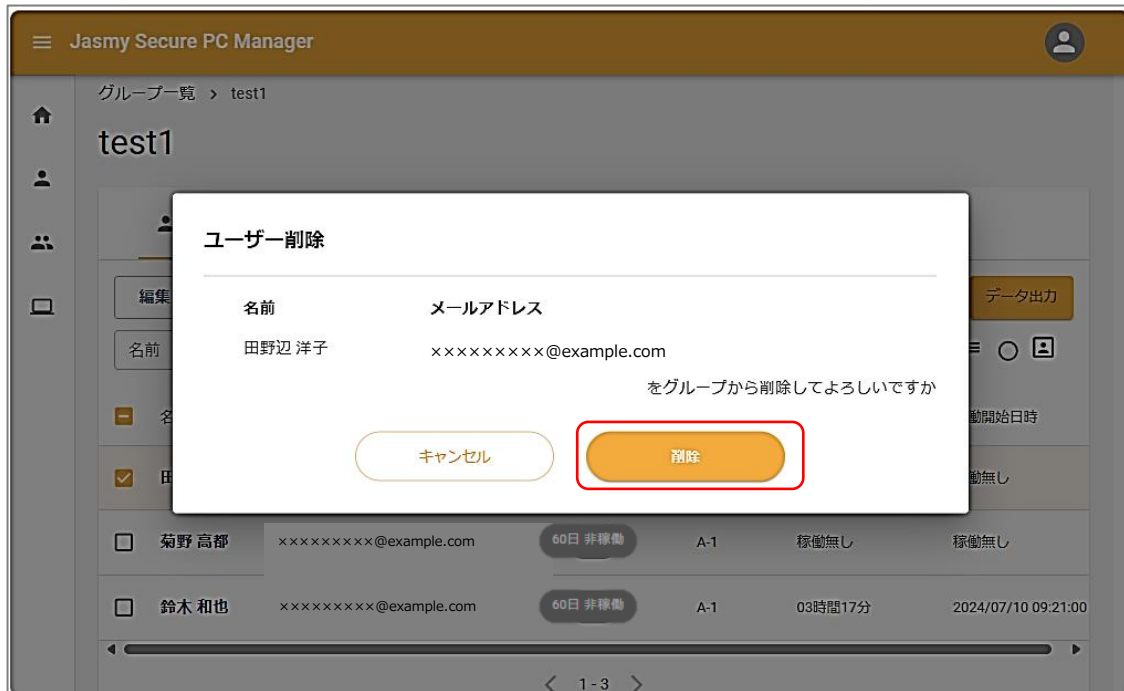 Jasmy Secure PC Manager
グループ一覧 > test1
test1
ユーザー削除
編集
データ出力
名前 メールアドレス
田野辺 洋子 ×××××××××@example.com
名前
をグループから削除してよろしいですか
動開始日時
キャンセル 削除
動無し
菊野 高都 ×××××××××@example.com 60日 非稼働 A-1 稼働無し 稼働無し
鈴木 和也 ×××××××××@example.com 60日 非稼働 A-1 03時間17分 2024/07/10 09:21:00
1 - 3